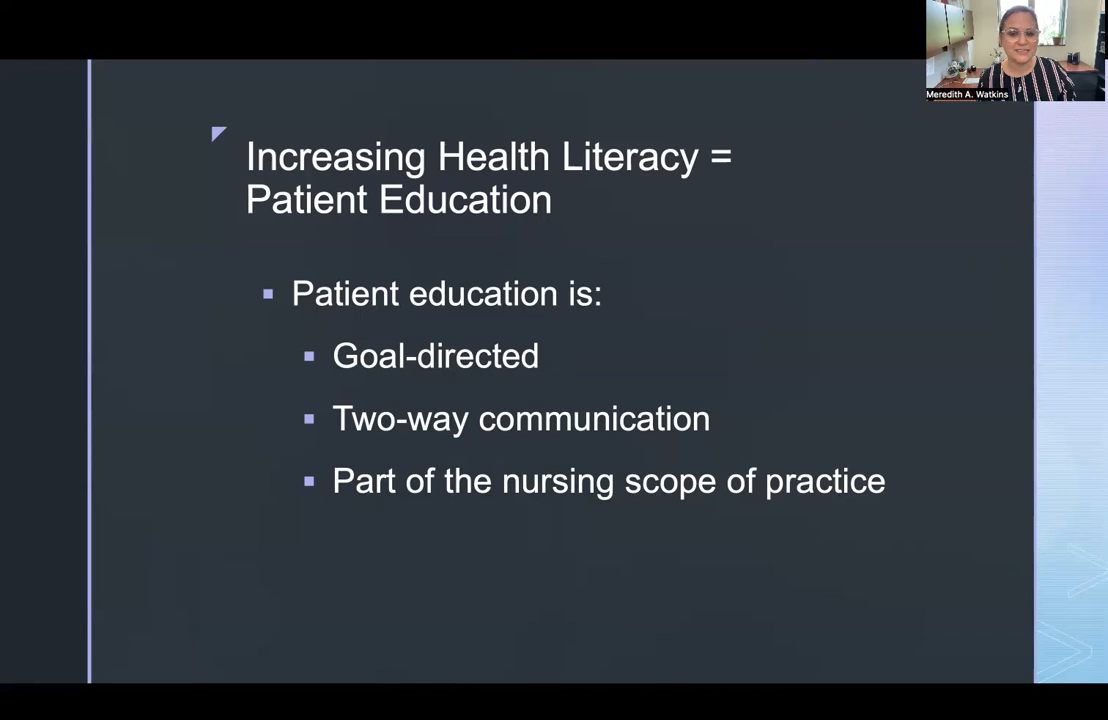 Meredith A. Watkins
Increasing Health Literacy =
Patient Education
Patient education is:
Goal-directed
Two-way communication
Part of the nursing scope of practice